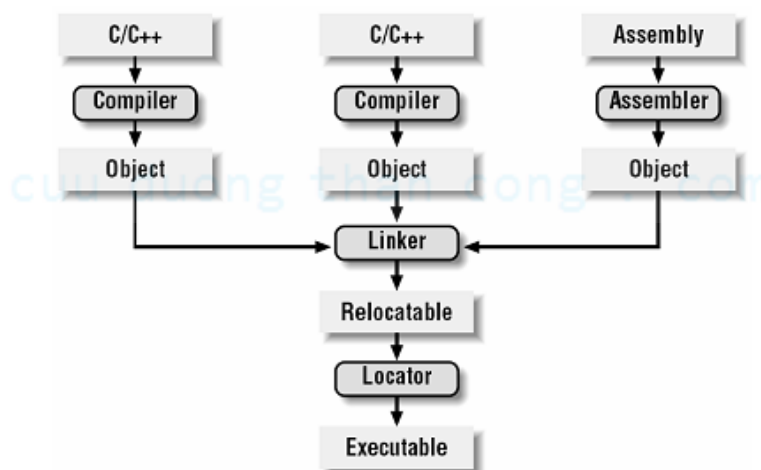 C/C++ C/C++ Assembly
Compiler Compiler Assembler
Object Object Object
cuu duong than cong . com
Linker
Relocatable
Locator
Executable